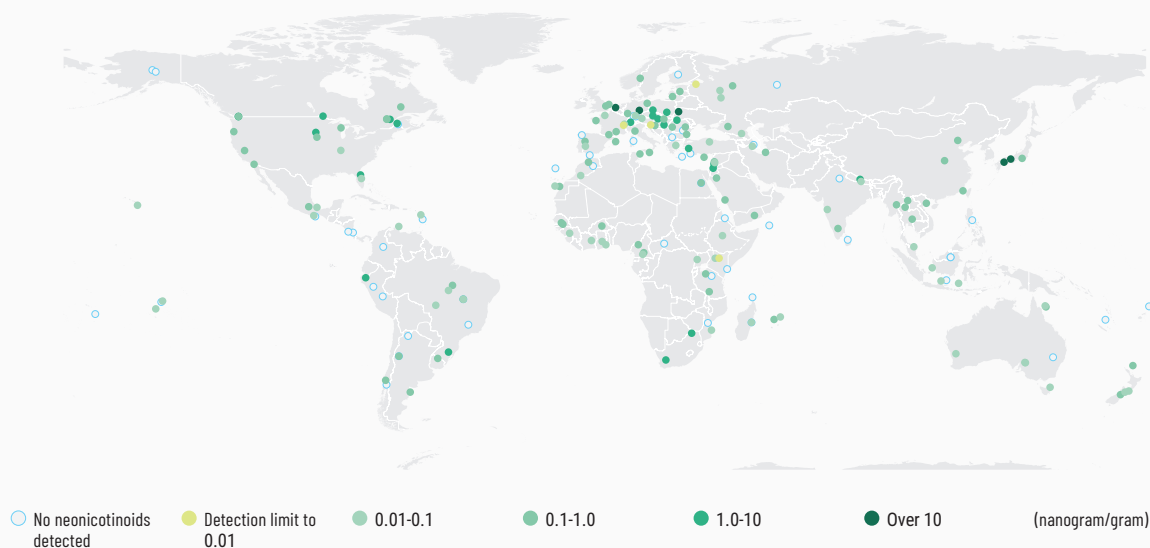 No neonicotinoids
detected
Detection limit to
0.01
0.01-0.1
0.1-1.0
1.0-10
Over 10
(nanogram/gram)